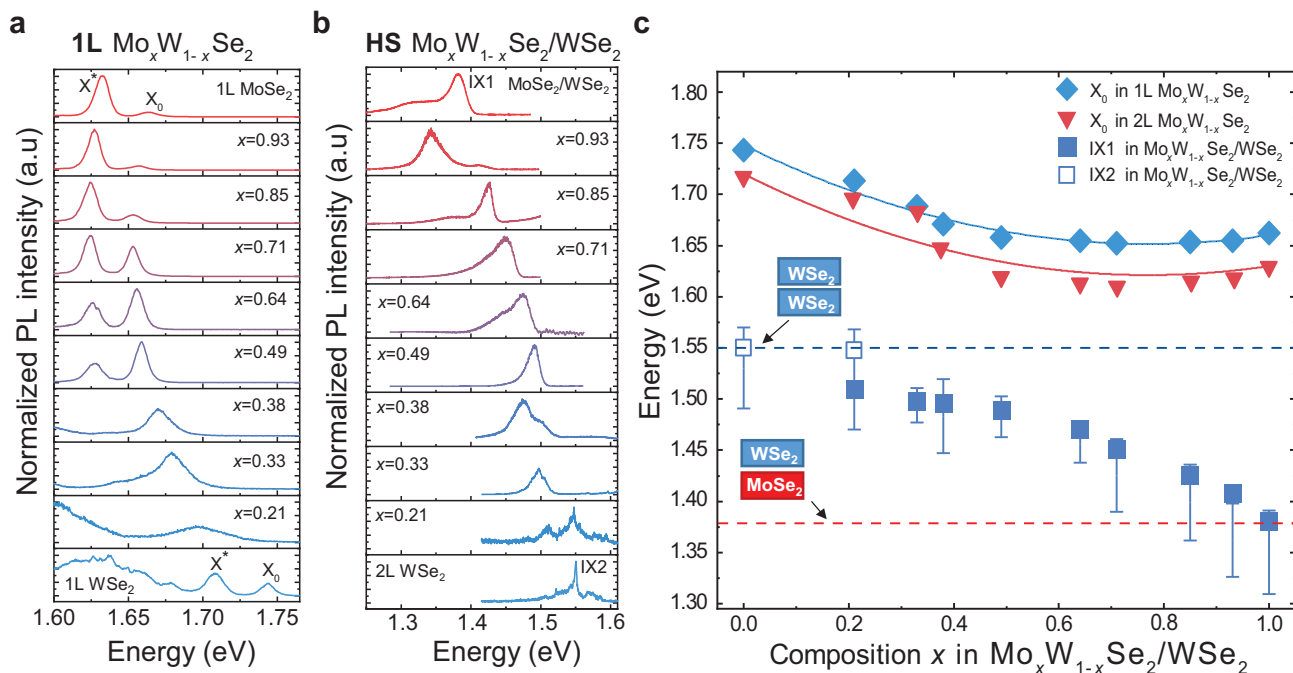 a
1L MoxW1-xSe2
Normalized PL intensity (a.u)
X*
X0
1L MoSe2
x=0.93
x=0.85
x=0.71
x=0.64
x=0.49
x=0.38
x=0.33
x=0.21
1L WSe2
X*
X0
1.60 1.65 1.70 1.75
Energy (eV)
b
HS MoxW1-xSe2/WSe2
Normalized PL intensity (a.u)
IX1
MoSe2/WSe2
x=0.93
x=0.85
x=0.71
x=0.64
x=0.49
x=0.38
x=0.33
x=0.21
2L WSe2
IX2
1.3 1.4 1.5 1.6
Energy (eV)
c
X0 in 1L MoxW1-xSe2
X0 in 2L MoxW1-xSe2
IX1 in MoxW1-xSe2/WSe2
IX2 in MoxW1-xSe2/WSe2
Energy (eV)
1.80
1.75
1.70
1.65
1.60
1.55
1.50
1.45
1.40
1.35
1.30
WSe2
WSe2
WSe2
MoSe2
0.0 0.2 0.4 0.6 0.8 1.0
Composition x in MoxW1-xSe2/WSe2